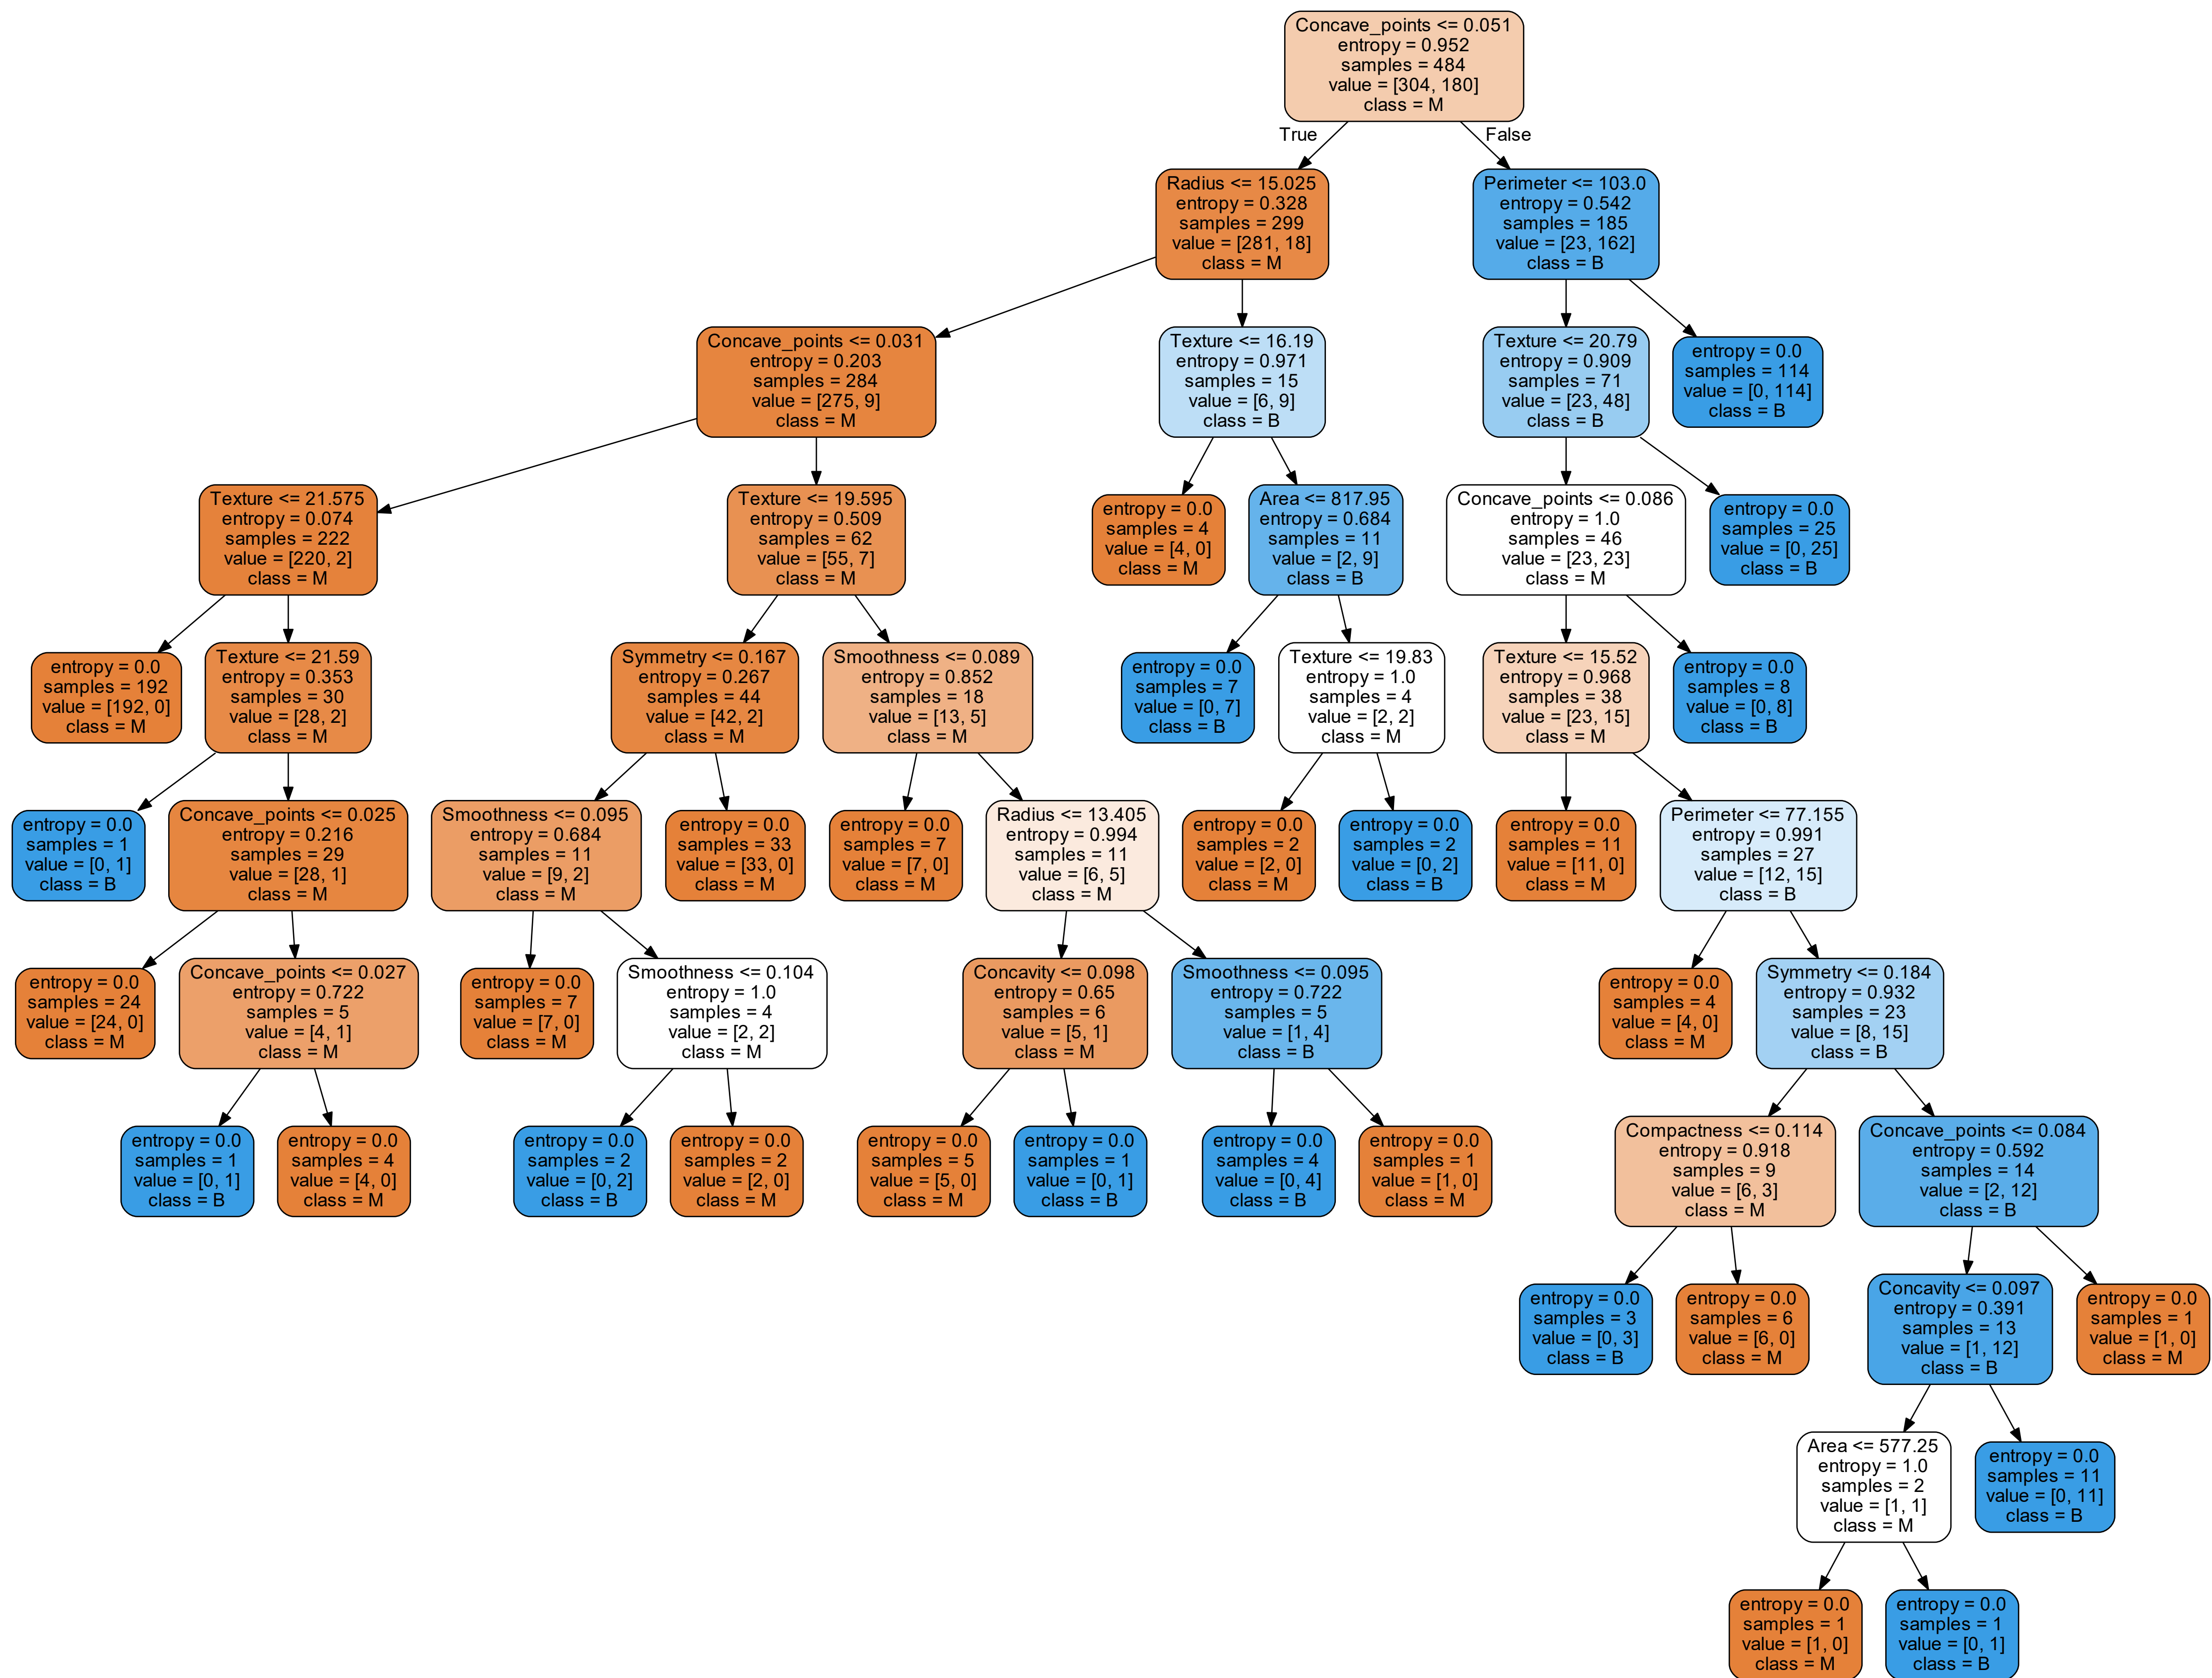 Concave_points <= 0.051
entropy = 0.952
samples = 484
value = [304, 180]
class = M
True
False
Radius <= 15.025
entropy = 0.328
samples = 299
value = [281, 18]
class = M
Perimeter <= 103.0
entropy = 0.542
samples = 185
value = [23, 162]
class = B
Concave_points <= 0.031
entropy = 0.203
samples = 284
value = [275, 9]
class = M
Texture <= 16.19
entropy = 0.971
samples = 15
value = [6, 9]
class = B
Texture <= 20.79
entropy = 0.909
samples = 71
value = [23, 48]
class = B
entropy = 0.0
samples = 114
value = [0, 114]
class = B
Texture <= 21.575
entropy = 0.074
samples = 222
value = [220, 2]
class = M
Texture <= 19.595
entropy = 0.509
samples = 62
value = [55, 7]
class = M
entropy = 0.0
samples = 4
value = [4, 0]
class = M
Area <= 817.95
entropy = 0.684
samples = 11
value = [2, 9]
class = B
Concave_points <= 0.086
entropy = 1.0
samples = 46
value = [23, 23]
class = M
entropy = 0.0
samples = 25
value = [0, 25]
class = B
entropy = 0.0
samples = 192
value = [192, 0]
class = M
Texture <= 21.59
entropy = 0.353
samples = 30
value = [28, 2]
class = M
Symmetry <= 0.167
entropy = 0.267
samples = 44
value = [42, 2]
class = M
Smoothness <= 0.089
entropy = 0.852
samples = 18
value = [13, 5]
class = M
entropy = 0.0
samples = 7
value = [0, 7]
class = B
Texture <= 19.83
entropy = 1.0
samples = 4
value = [2, 2]
class = M
Texture <= 15.52
entropy = 0.968
samples = 38
value = [23, 15]
class = M
entropy = 0.0
samples = 8
value = [0, 8]
class = B
entropy = 0.0
samples = 1
value = [0, 1]
class = B
Concave_points <= 0.025
entropy = 0.216
samples = 29
value = [28, 1]
class = M
Smoothness <= 0.095
entropy = 0.684
samples = 11
value = [9, 2]
class = M
entropy = 0.0
samples = 33
value = [33, 0]
class = M
entropy = 0.0
samples = 7
value = [7, 0]
class = M
Radius <= 13.405
entropy = 0.994
samples = 11
value = [6, 5]
class = M
entropy = 0.0
samples = 2
value = [2, 0]
class = M
entropy = 0.0
samples = 2
value = [0, 2]
class = B
entropy = 0.0
samples = 11
value = [11, 0]
class = M
Perimeter <= 77.155
entropy = 0.991
samples = 27
value = [12, 15]
class = B
entropy = 0.0
samples = 24
value = [24, 0]
class = M
Concave_points <= 0.027
entropy = 0.722
samples = 5
value = [4, 1]
class = M
entropy = 0.0
samples = 7
value = [7, 0]
class = M
Smoothness <= 0.104
entropy = 1.0
samples = 4
value = [2, 2]
class = M
Concavity <= 0.098
entropy = 0.65
samples = 6
value = [5, 1]
class = M
Smoothness <= 0.095
entropy = 0.722
samples = 5
value = [1, 4]
class = B
entropy = 0.0
samples = 4
value = [4, 0]
class = M
Symmetry <= 0.184
entropy = 0.932
samples = 23
value = [8, 15]
class = B
entropy = 0.0
samples = 1
value = [0, 1]
class = B
entropy = 0.0
samples = 4
value = [4, 0]
class = M
entropy = 0.0
samples = 2
value = [0, 2]
class = B
entropy = 0.0
samples = 2
value = [2, 0]
class = M
entropy = 0.0
samples = 5
value = [5, 0]
class = M
entropy = 0.0
samples = 1
value = [0, 1]
class = B
entropy = 0.0
samples = 4
value = [0, 4]
class = B
entropy = 0.0
samples = 1
value = [1, 0]
class = M
Compactness <= 0.114
entropy = 0.918
samples = 9
value = [6, 3]
class = M
Concave_points <= 0.084
entropy = 0.592
samples = 14
value = [2, 12]
class = B
entropy = 0.0
samples = 3
value = [0, 3]
class = B
entropy = 0.0
samples = 6
value = [6, 0]
class = M
Concavity <= 0.097
entropy = 0.391
samples = 13
value = [1, 12]
class = B
entropy = 0.0
samples = 1
value = [1, 0]
class = M
Area <= 577.25
entropy = 1.0
samples = 2
value = [1, 1]
class = M
entropy = 0.0
samples = 11
value = [0, 11]
class = B
entropy = 0.0
samples = 1
value = [1, 0]
class = M
entropy = 0.0
samples = 1
value = [0, 1]
class = B